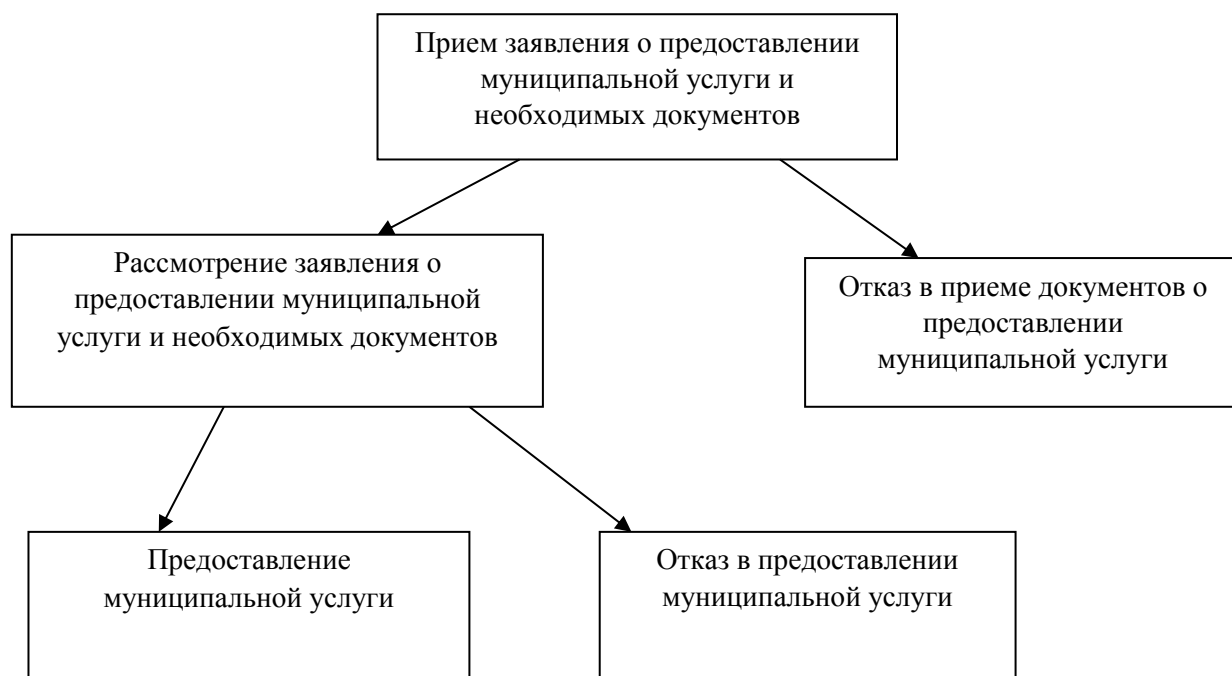 Прием заявления о предоставлении
муниципальной услуги и
необходимых документов
Рассмотрение заявления о
предоставлении муниципальной
услуги и необходимых документов
Отказ в приеме документов о
предоставлении
муниципальной услуги
Предоставление
муниципальной услуги
Отказ в предоставлении
муниципальной услуги